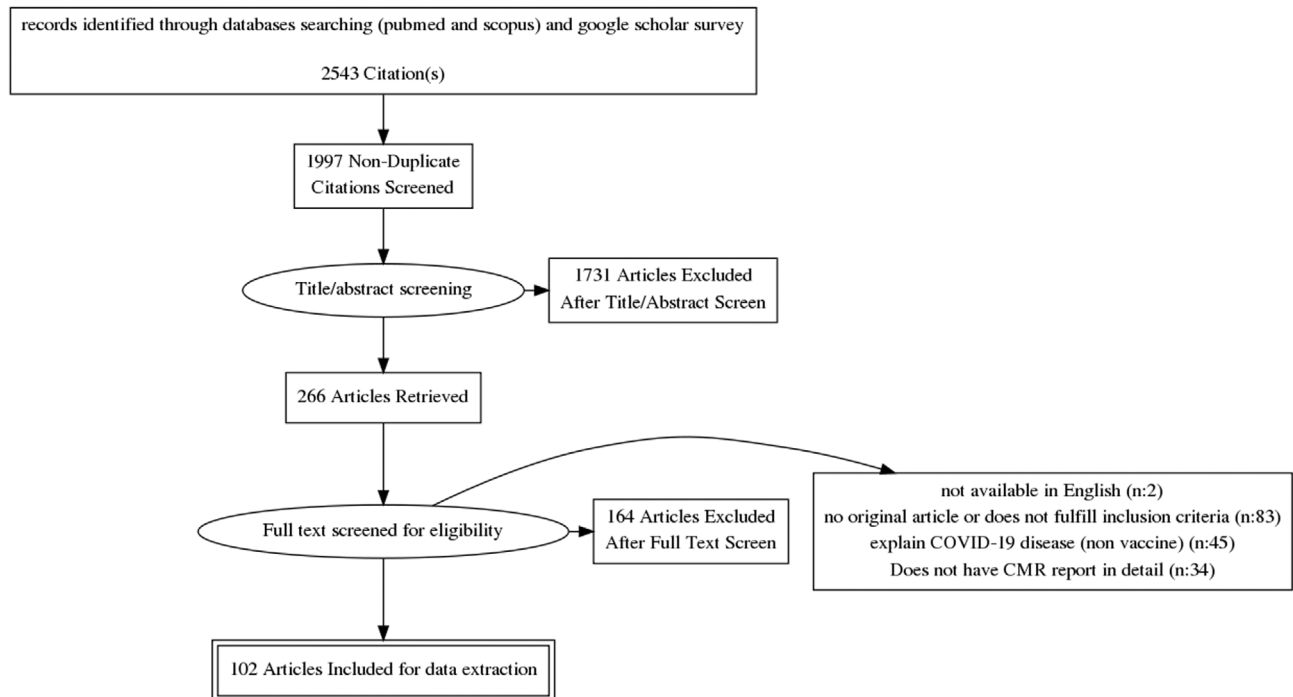 records identified through databases searching (pubmed and scopus) and google scholar survey
2543 Citation(s)
1997 Non-Duplicate
Citations Screened
Title/abstract screening
1731 Articles Excluded
After Title/Abstract Screen
266 Articles Retrieved
Full text screened for eligibility
164 Articles Excluded
After Full Text Screen
not available in English (n:2)
no original article or does not fulfill inclusion criteria (n:83)
explain COVID-19 disease (non vaccine) (n:45)
Does not have CMR report in detail (n:34)
102 Articles Included for data extraction